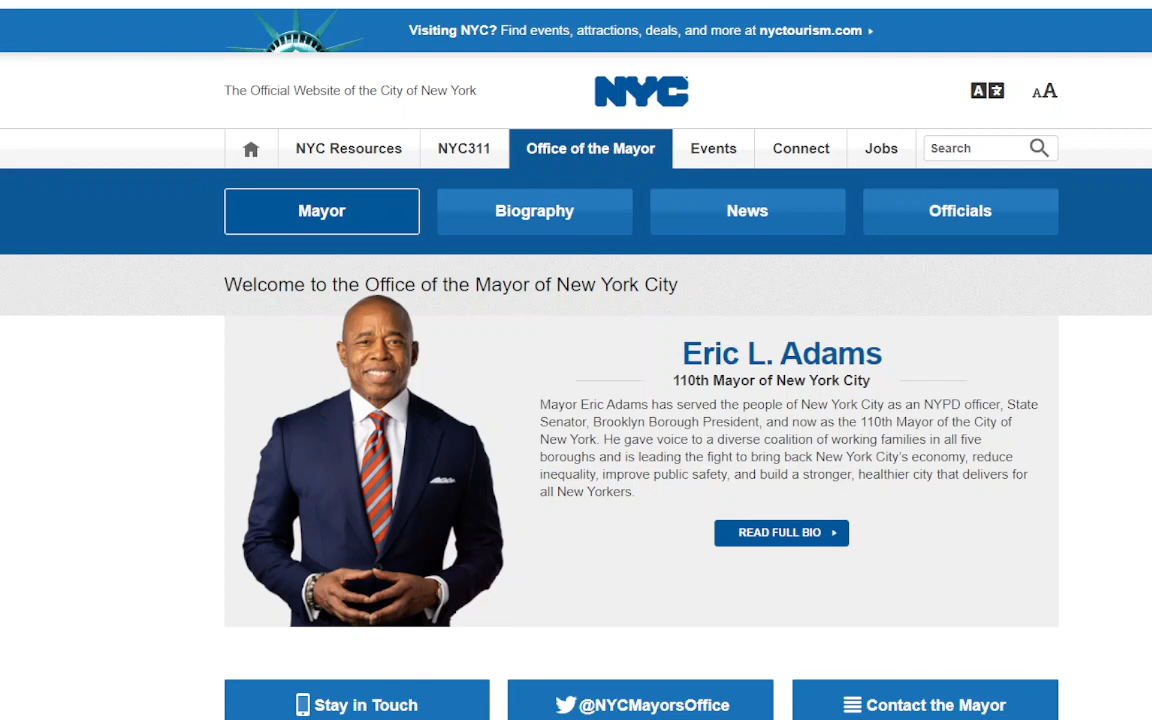 Visiting NYC? Find events, attractions, deals, and more at nyctourism.com
The Official Website of the City of New York
NYC
A 文
AA
NYC Resources
NYC311
Office of the Mayor
Events
Connect
Jobs
Search
Mayor
Biography
News
Officials
Welcome to the Office of the Mayor of New York City
Eric L. Adams
110th Mayor of New York City
Mayor Eric Adams has served the people of New York City as an NYPD officer, State
Senator, Brooklyn Borough President, and now as the 110th Mayor of the City of
New York. He gave voice to a diverse coalition of working families in all five
boroughs and is leading the fight to bring back New York City's economy, reduce
inequality, improve public safety, and build a stronger, healthier city that delivers for
all New Yorkers.
READ FULL BIO
Stay in Touch
@NYCMayorsOffice
Contact the Mayor